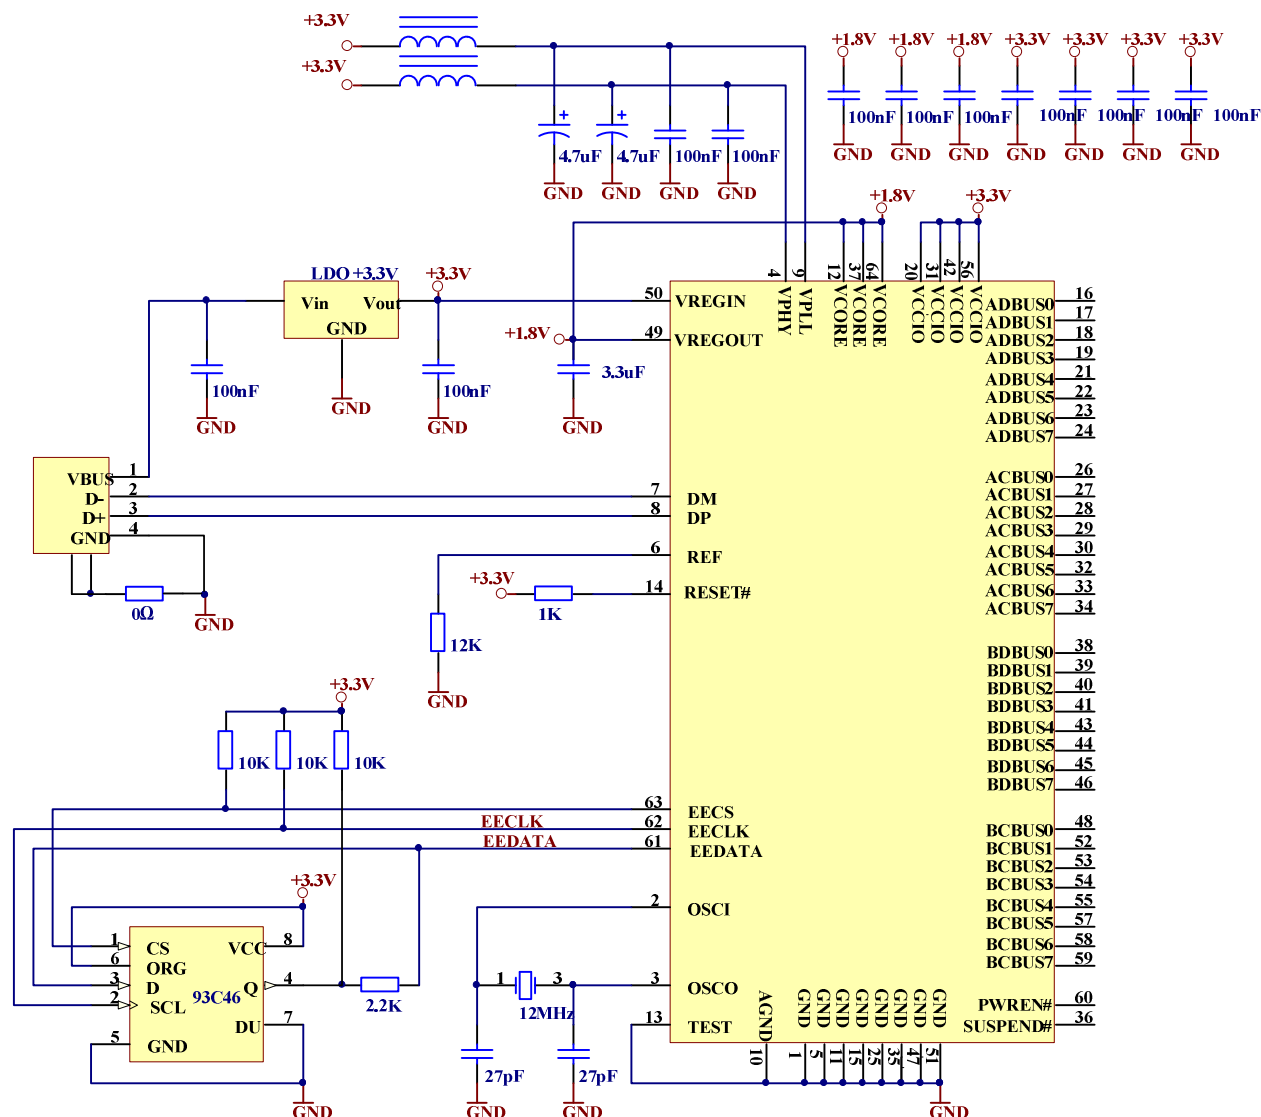 +3.3V
+3.3V
4.7uF
4.7uF
100nF
100nF
GND
GND
GND
GND
+1.8V
+1.8V
+1.8V
+3.3V
+3.3V
+3.3V
+3.3V
100nF
100nF
100nF
100nF
100nF
100nF
100nF
GND
GND
GND
GND
GND
GND
GND
+1.8V
+3.3V
4
9
12
37
64
20
31
42
56
VPHY
VPLL
VCORE
VCORE
VCORE
VCCIO
VCCIO
VCCIO
VCCIO
LDO +3.3V
Vin
Vout
GND
+3.3V
100nF
100nF
GND
GND
GND
+1.8V
3.3uF
GND
50
VREGIN
49
VREGOUT
VBUS
1
D-
2
D+
3
GND
4
0Ω
GND
7
DM
8
DP
6
REF
14
RESET#
+3.3V
1K
12K
GND
+3.3V
10K
10K
10K
63
EECS
EECLK
62
EECLK
EEDATA
61
EEDATA
2
OSCI
3
OSCO
13
TEST
+3.3V
1
CS
6
ORG
3
D
2
SCL
5
GND
93C46
VCC
8
Q
4
DU
7
GND
2.2K
1
3
12MHz
27pF
27pF
GND
GND
AGND
GND
GND
GND
GND
GND
GND
GND
GND
10
1
5
11
15
25
35
47
51
GND
ADBUS0
16
ADBUS1
17
ADBUS2
18
ADBUS3
19
ADBUS4
21
ADBUS5
22
ADBUS6
23
ADBUS7
24
ACBUS0
26
ACBUS1
27
ACBUS2
28
ACBUS3
29
ACBUS4
30
ACBUS5
32
ACBUS6
33
ACBUS7
34
BDBUS0
38
BDBUS1
39
BDBUS2
40
BDBUS3
41
BDBUS4
43
BDBUS5
44
BDBUS6
45
BDBUS7
46
BCBUS0
48
BCBUS1
52
BCBUS2
53
BCBUS3
54
BCBUS4
55
BCBUS5
57
BCBUS6
58
BCBUS7
59
PWREN#
60
SUSPEND#
36